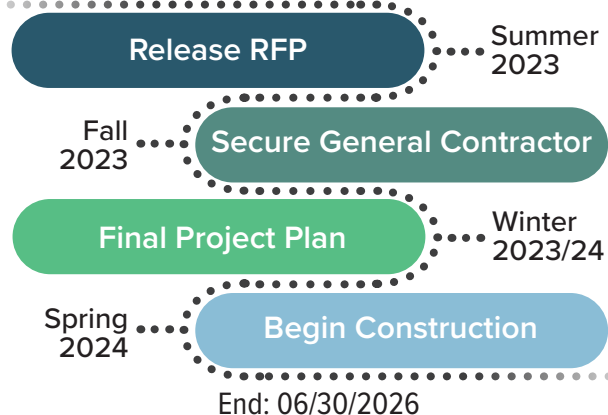 Release RFP
Summer
2023
Fall
2023
Secure General Contractor
Final Project Plan
Winter
2023/24
Spring
2024
Begin Construction
End: 06/30/2026